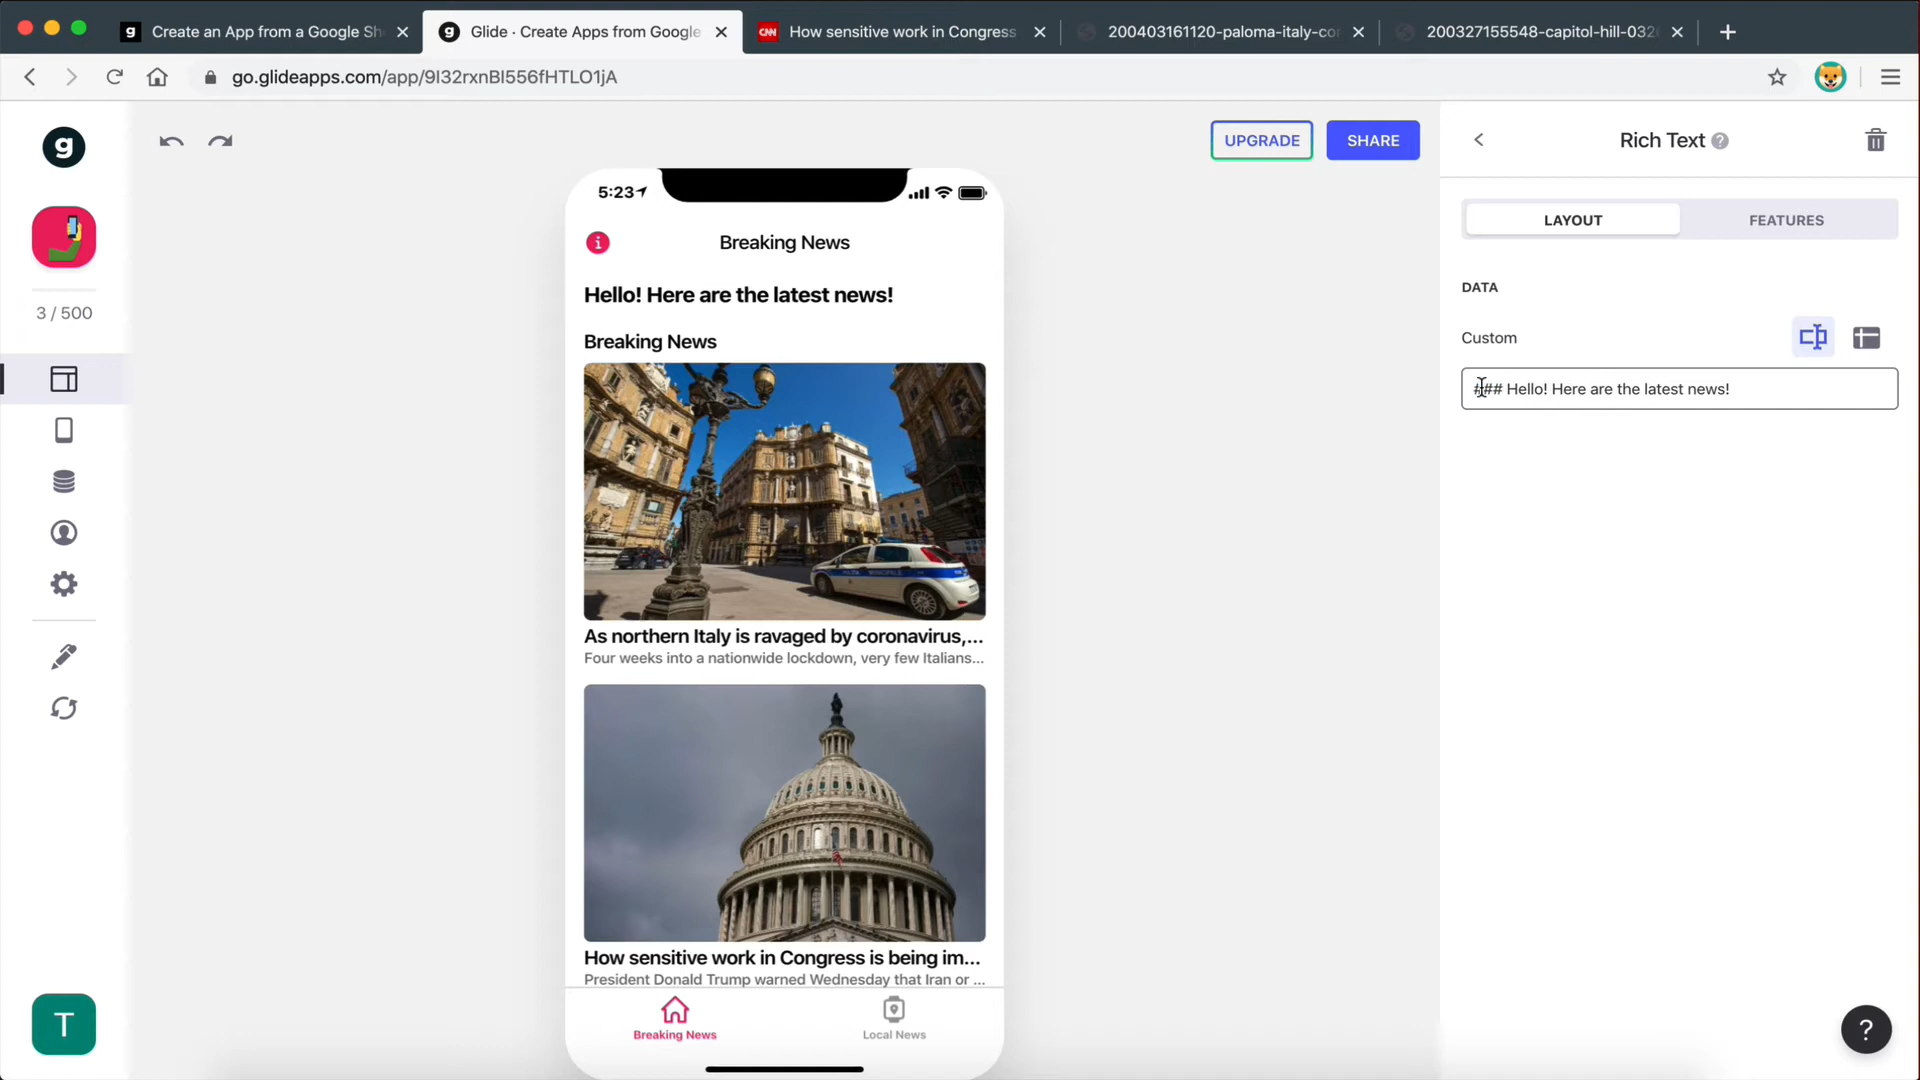 Create an App from a Google Sh
Glide · Create Apps from Google
CNN
How sensitive work in Congress
200403161120-paloma-italy-co
200327155548-capitol-hill-032
go.glideapps.com/app/9I32rxnBI556fHTLO1jA
g
UPGRADE
SHARE
Rich Text
LAYOUT
FEATURES
3 / 500
5:23
Breaking News
Hello! Here are the latest news!
Breaking News
DATA
Custom
### Hello! Here are the latest news!
As northern Italy is ravaged by coronavirus,...
Four weeks into a nationwide lockdown, very few Italians...
How sensitive work in Congress is being im...
President Donald Trump warned Wednesday that Iran or ...
Breaking News
Local News
T
?